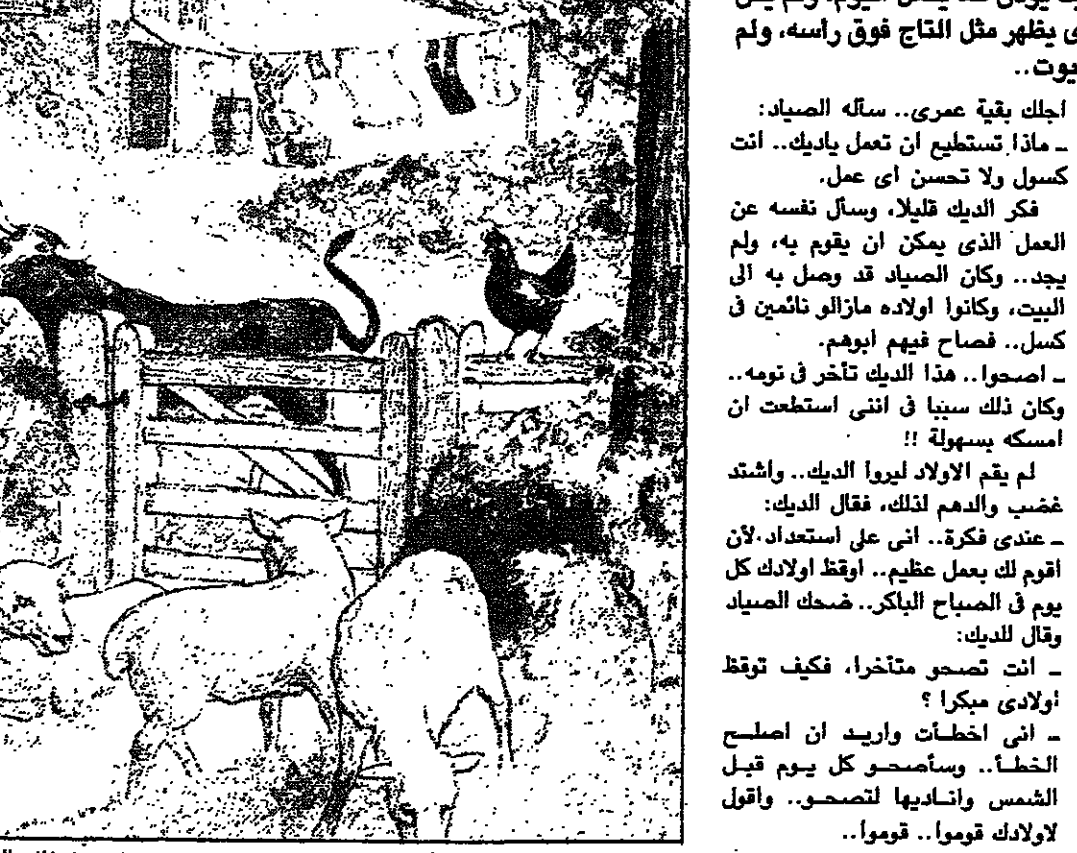 ى يظهر مثل التاج فوق راسه، ولم
يوت..
اجلك بقية عمرى.. سأله الصياد:
ـ ماذا تستطيع ان تعمل ياديك.. انت
كسول ولا تحسن اى عمل.
فكر الديك قليلا، وسأل نفسه عن
العمل الذى يمكن ان يقوم به، ولم
يجد.. وكان الصياد قد وصل به الى
البيت، وكانوا اولاده مازالو نائمين فى
كسل.. فصاح فيهم ابوهم.
ـ اصحوا.. هذا الديك تأخر فى نومه..
وكان ذلك سببا فى اننى استطعت ان
امسكه بسهولة !!
لم يقم الاولاد ليروا الديك.. واشتد
غضب والدهم لذلك، فقال الديك:
ـ عندى فكرة.. انى على استعداد لأن
اقوم لك بعمل عظيم.. اوقظ اولادك كل
يوم فى الصباح الباكر.. ضحك الصياد
وقال للديك:
ـ انت تصحو متأخرا، فكيف توقظ
اولادى مبكرا ؟
ـ انى اخطأت واريد ان اصلح
الخطأ.. وسأصحو كل يوم قبل
الشمس واناديها لتصحو.. وأقول
لاولادك قوموا.. قوموا..